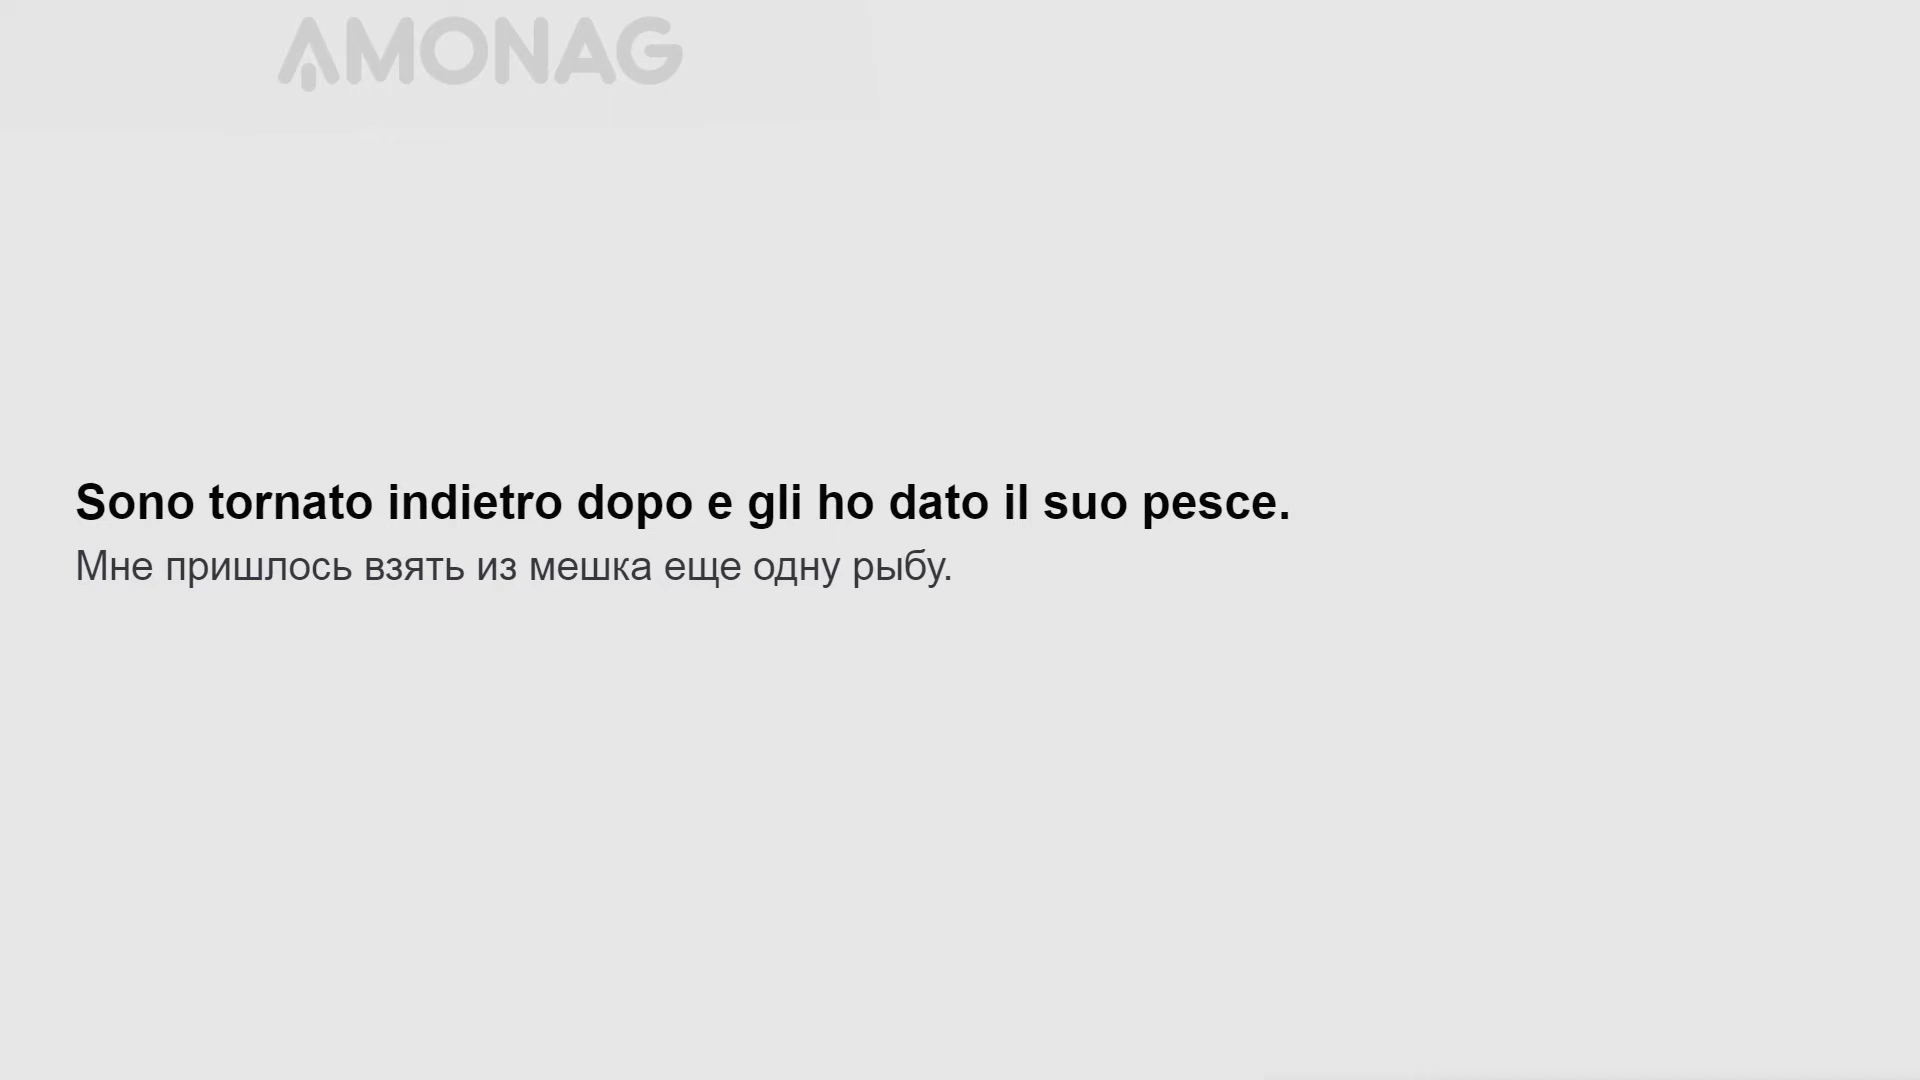 AMONAG
Sono tornato indietro dopo e gli ho dato il suo pesce.
Мне пришлось взять из мешка еще одну рыбу.